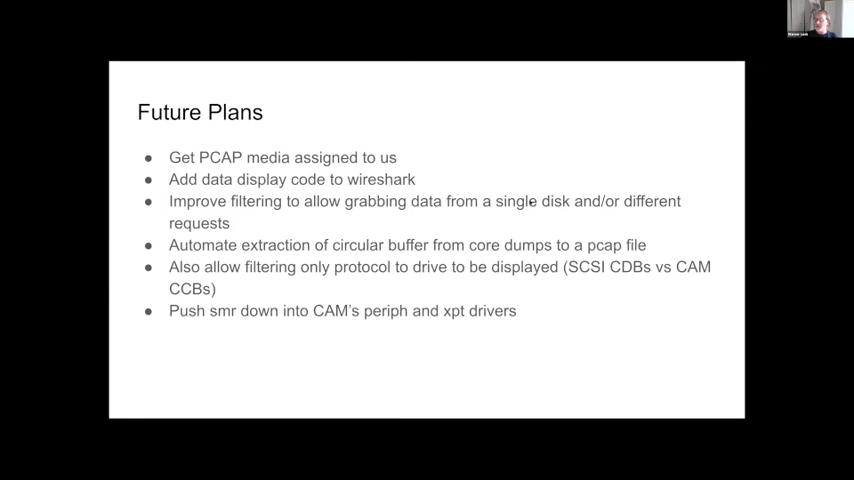 Future Plans
● Get PCAP media assigned to us
● Add data display code to wireshark
● Improve filtering to allow grabbing data from a single disk and/or different
requests
● Automate extraction of circular buffer from core dumps to a pcap file
● Also allow filtering only protocol to drive to be displayed (SCSI CDBs vs CAM
CCBs)
● Push smr down into CAM's periph and xpt drivers